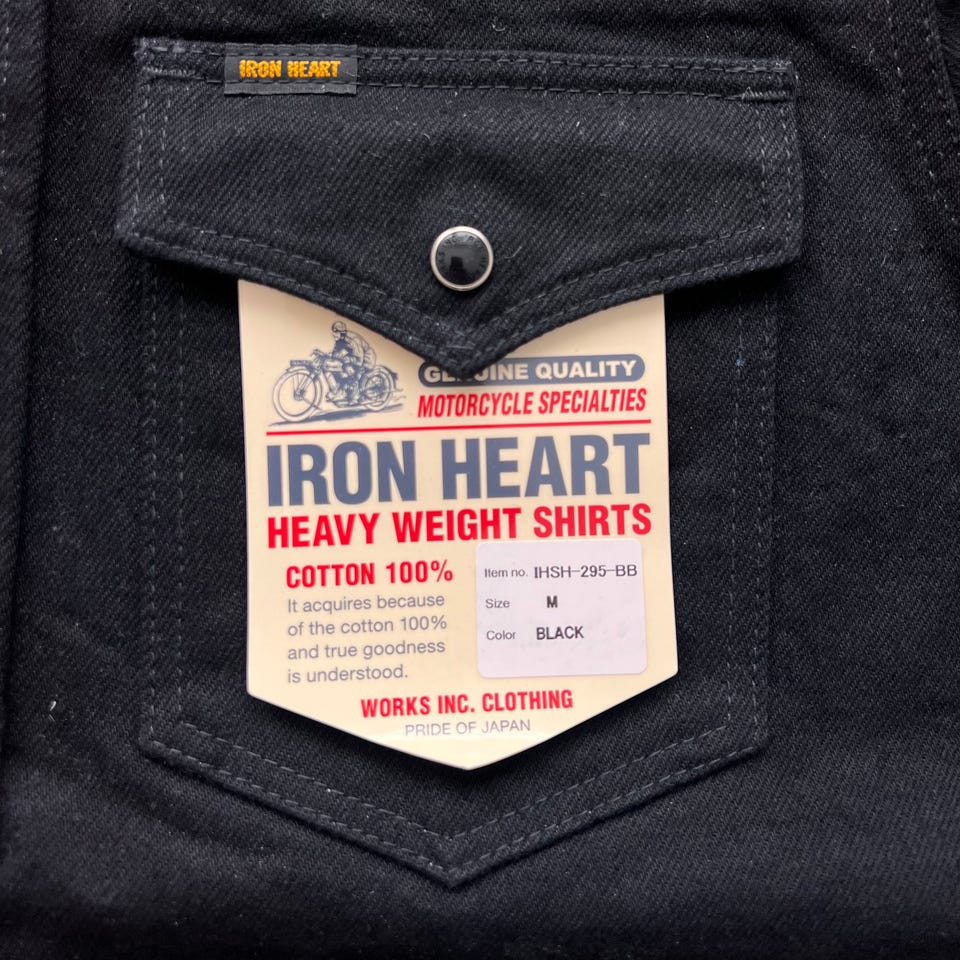 IRON HEART
GENUINE QUALITY
MOTORCYCLE SPECIALTIES
IRON HEART
HEAVY WEIGHT SHIRTS
COTTON 100%
It acquires because
of the cotton 100%
and true goodness
is understood.
Item no. IHSH-295-BB
Size M
Color BLACK
WORKS INC. CLOTHING
PRIDE OF JAPAN